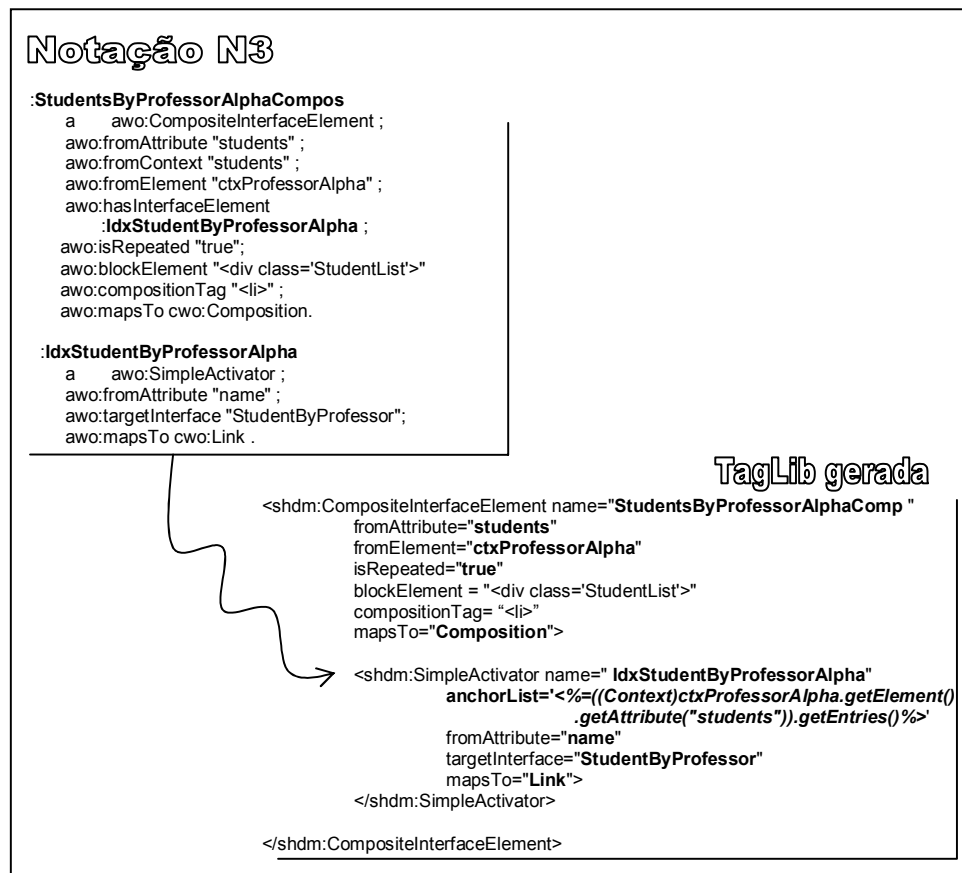 Notação N3
:StudentsByProfessorAlphaCompos
a awo:CompositeInterfaceElement ;
awo:fromAttribute "students" ;
awo:fromContext "students" ;
awo:fromElement "ctxProfessorAlpha" ;
awo:hasInterfaceElement
:IdxStudentByProfessorAlpha ;
awo:isRepeated "true";
awo:blockElement "<div class='StudentList'>"
awo:compositionTag "<li>" ;
awo:mapsTo cwo:Composition.
:IdxStudentByProfessorAlpha
a awo:SimpleActivator ;
awo:fromAttribute "name" ;
awo:targetInterface "StudentByProfessor";
awo:mapsTo cwo:Link .
TagLib gerada
<shdm:CompositeInterfaceElement name="StudentsByProfessorAlphaComp "
fromAttribute="students"
fromElement="ctxProfessorAlpha"
isRepeated="true"
blockElement = "<div class='StudentList'>"
compositionTag= “<li>”
mapsTo="Composition">
<shdm:SimpleActivator name=" IdxStudentByProfessorAlpha"
anchorList='<%=((Context)ctxProfessorAlpha.getElement()
.getAttribute("students")).getEntries()%>'
fromAttribute="name"
targetInterface="StudentByProfessor"
mapsTo="Link">
</shdm:SimpleActivator>
</shdm:CompositeInterfaceElement>